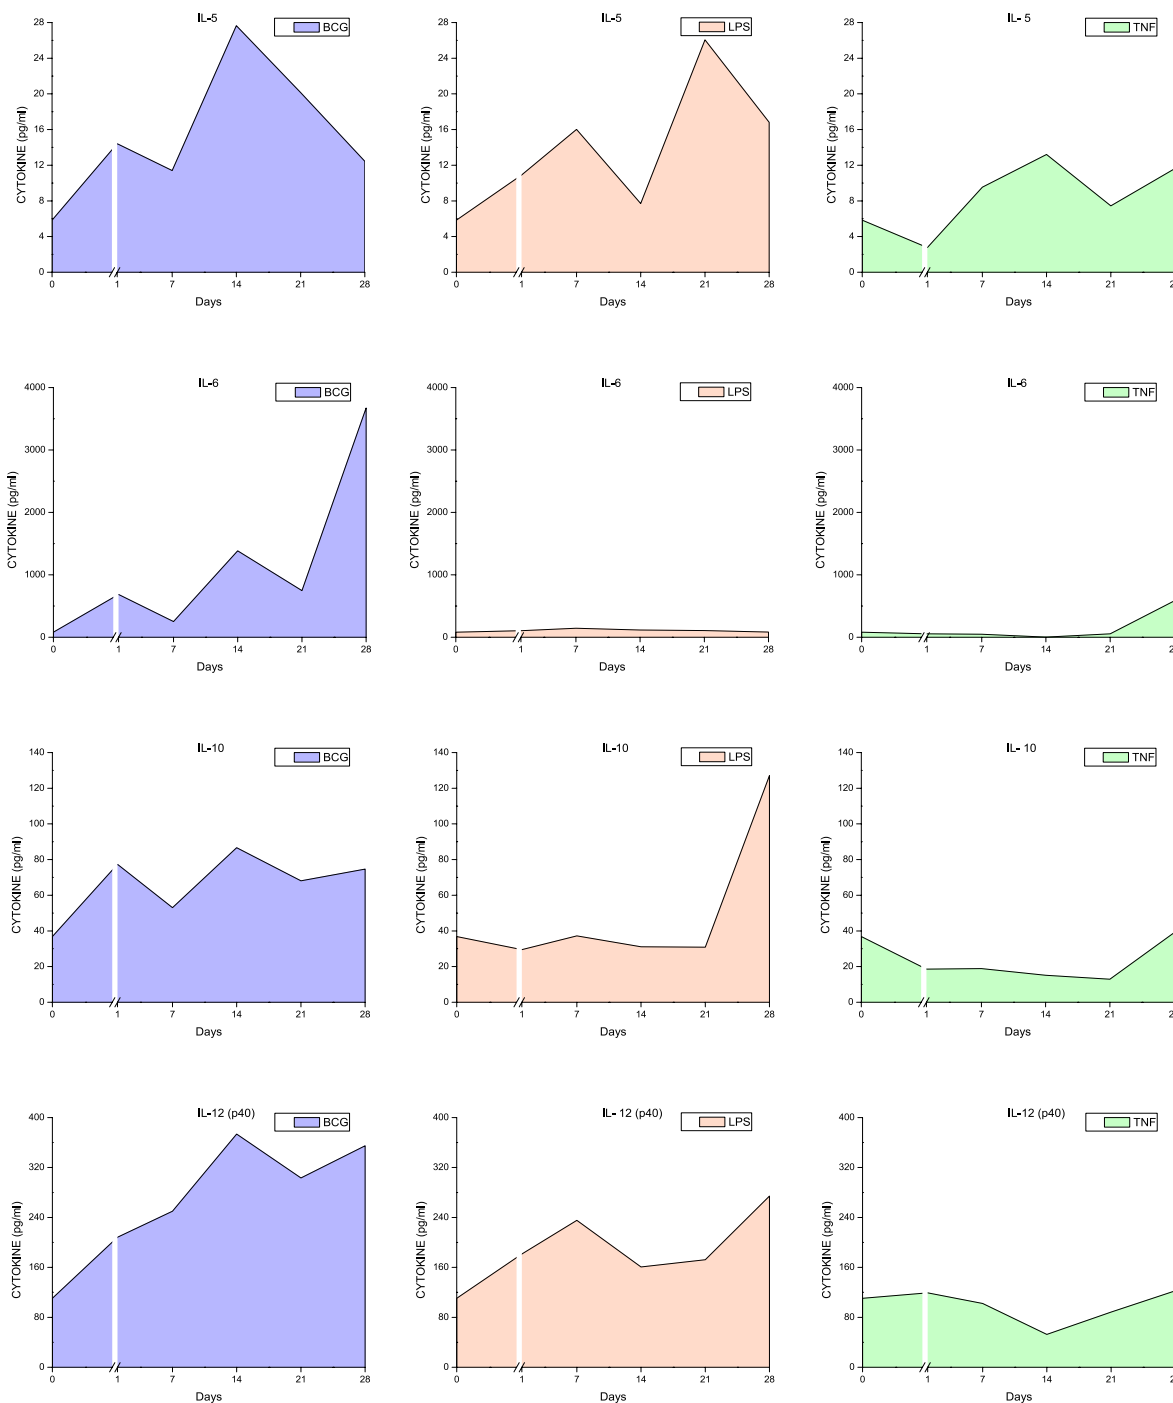 IL-5
BCG
28
24
20
16
12
8
4
0
CYTOKINE (pg/ml)
0 1 7 14 21 28
Days
IL-5
LPS
28
24
20
16
12
8
4
0
CYTOKINE (pg/ml)
0 1 7 14 21 28
Days
IL- 5
TNF
28
24
20
16
12
8
4
0
CYTOKINE (pg/ml)
0 1 7 14 21 2
Days
IL-6
BCG
4000
3000
2000
1000
0
CYTOKINE (pg/ml)
0 1 7 14 21 28
Days
IL-6
LPS
4000
3000
2000
1000
0
CYTOKINE (pg/ml)
0 1 7 14 21 28
Days
IL-6
TNF
4000
3000
2000
1000
0
CYTOKINE (pg/ml)
0 1 7 14 21 2
Days
IL-10
BCG
140
120
100
80
60
40
20
0
CYTOKINE (pg/ml)
0 1 7 14 21 28
Days
IL-10
LPS
140
120
100
80
60
40
20
0
CYTOKINE (pg/ml)
0 1 7 14 21 28
Days
IL- 10
TNF
140
120
100
80
60
40
20
0
CYTOKINE (pg/ml)
0 1 7 14 21 2
Days
IL-12 (p40)
BCG
400
320
240
160
80
0
CYTOKINE (pg/ml)
0 1 7 14 21 28
Days
IL- 12 (p40)
LPS
400
320
240
160
80
0
CYTOKINE (pg/ml)
0 1 7 14 21 28
Days
IL-12 (p40)
TNF
400
320
240
160
80
0
CYTOKINE (pg/ml)
0 1 7 14 21 2
Days